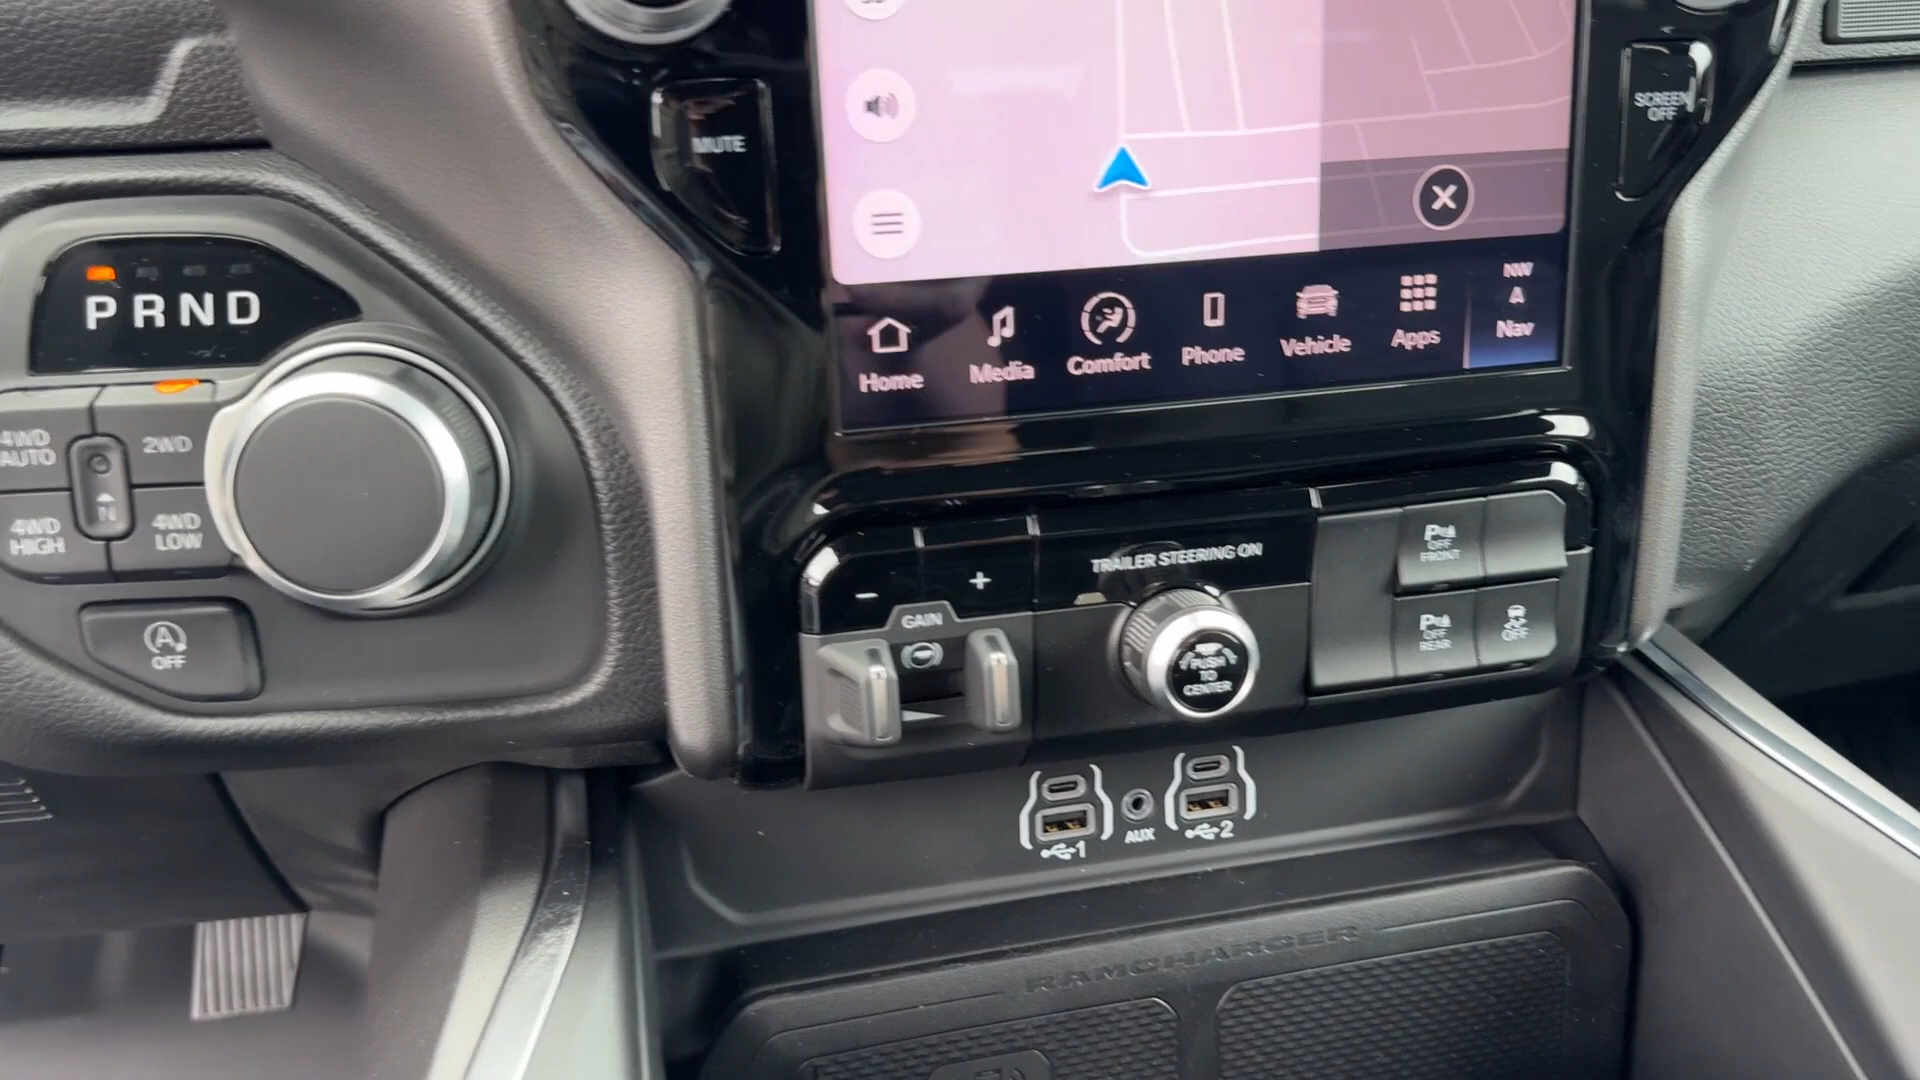 MUTE
SCREEN
OFF
PRND
4WD
AUTO
2WD
N
4WD
HIGH
4WD
LOW
A
OFF
Home
Media
Comfort
Phone
Vehicle
Apps
NW
A
Nav
- +
GAIN
TRAILER STEERING ON
PUSH
TO
CENTER
P
OFF
FRONT
P
OFF
REAR
OFF
1
AUX
2
RAMCHARGER